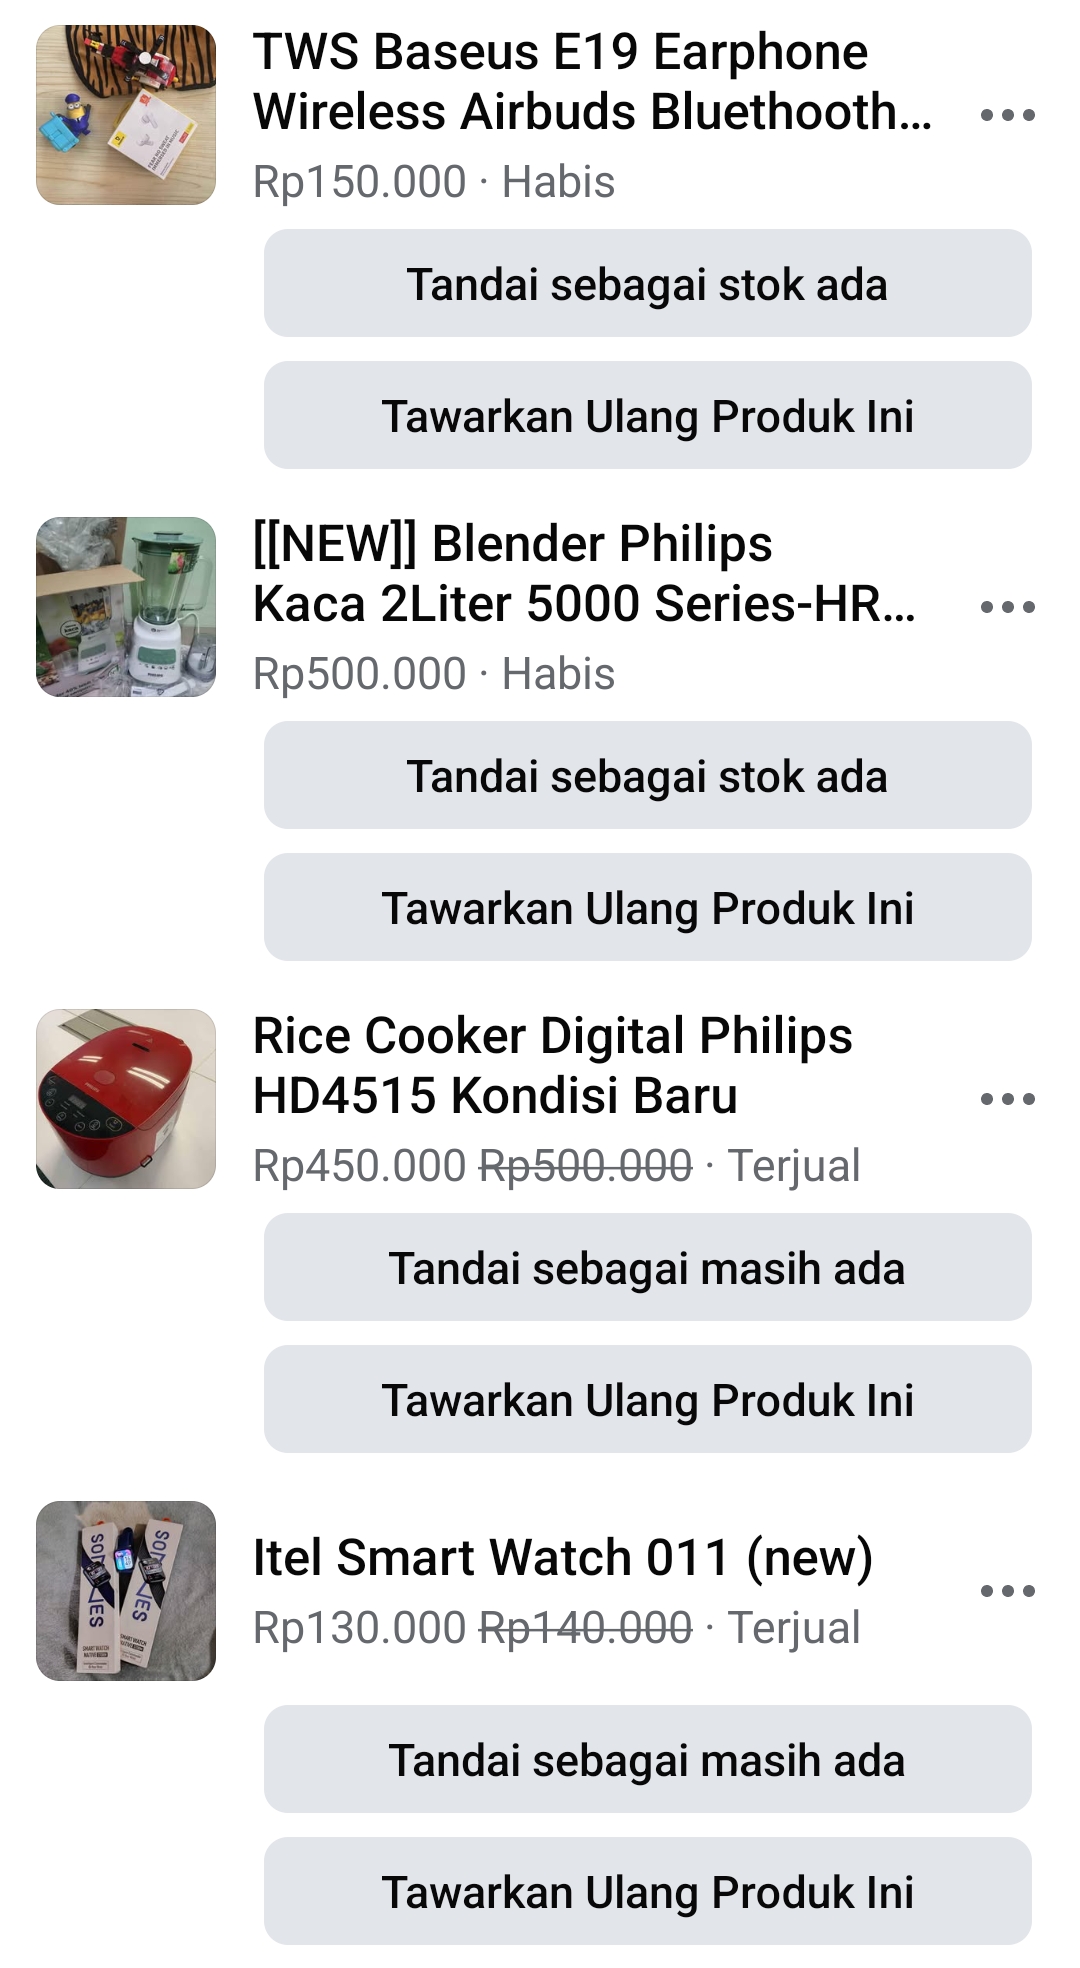 TWS Baseus E19 Earphone
Wireless Airbuds Bluethooth...
Rp150.000 · Habis
Tandai sebagai stok ada
Tawarkan Ulang Produk Ini
[[NEW]] Blender Philips
Kaca 2Liter 5000 Series-HR...
Rp500.000 · Habis
Tandai sebagai stok ada
Tawarkan Ulang Produk Ini
Rice Cooker Digital Philips
HD4515 Kondisi Baru
Rp450.000 Rp500.000 · Terjual
Tandai sebagai masih ada
Tawarkan Ulang Produk Ini
Itel Smart Watch 011 (new)
Rp130.000 Rp140.000 · Terjual
Tandai sebagai masih ada
Tawarkan Ulang Produk Ini